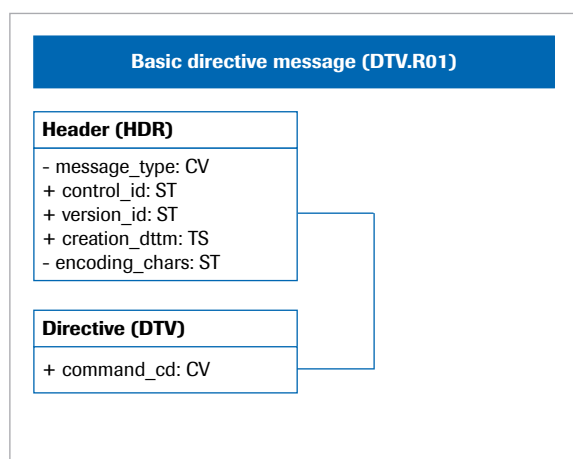 Basic directive message (DTV.R01)
Header (HDR)
- message_type: CV
+ control_id: ST
+ version_id: ST
+ creation_dttm: TS
- encoding_chars: ST
Directive (DTV)
+ command_cd: CV